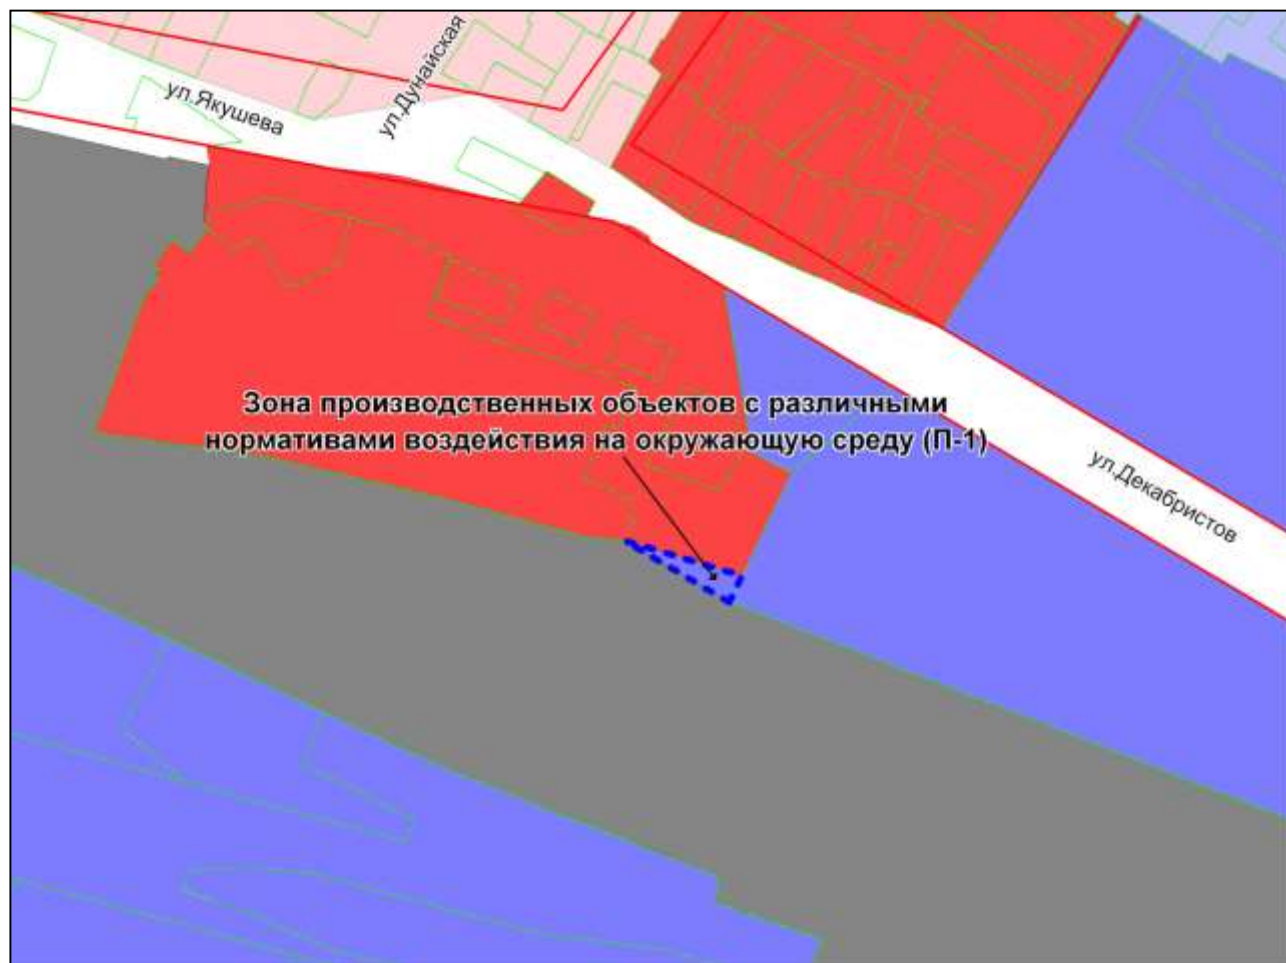 ул.Якушева
ул.Дунайская
Зона производственных объектов с различными
нормативами воздействия на окружающую среду (П-1)
ул.Декабристов